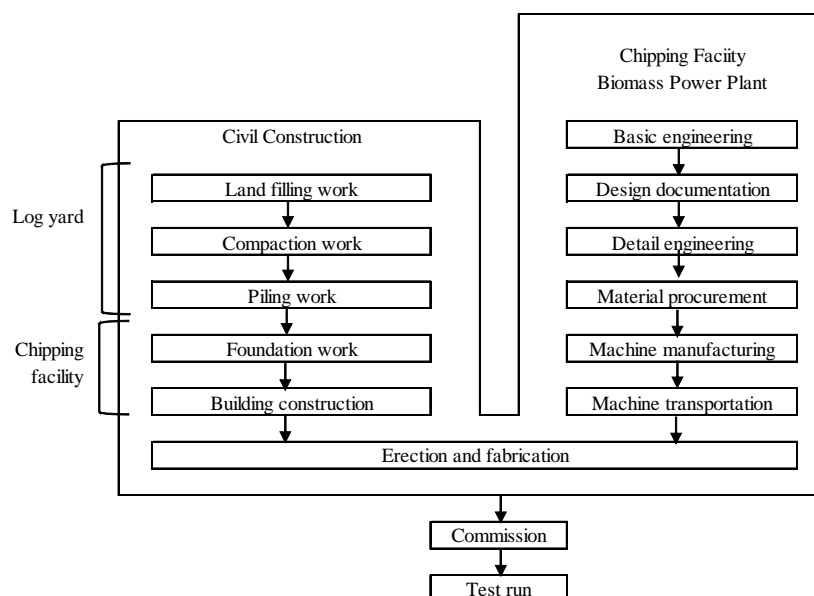 Chipping Faciity
Biomass Power Plant
Civil Construction
Basic engineering
Land filling work
Design documentation
Log yard
Compaction work
Detail engineering
Piling work
Material procurement
Chipping
facility
Foundation work
Machine manufacturing
Building construction
Machine transportation
Erection and fabrication
Commission
Test run